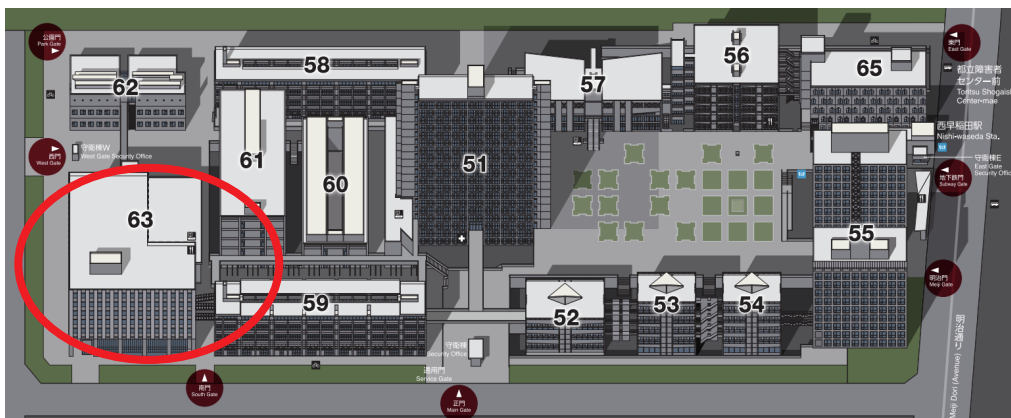 公園門
Park Gate
62
58
51
57
56
65
東門
East Gate
都立障害者
センター前
Toritsu Shogaish
Center-mae
西早稲田駅
Nishi-waseda Sta.
守衛棟E
East Gate
Security Offic
地下鉄門
Subway Gate
西門
West Gate
守衛棟W
West Gate Security Office
61
60
63
55
明治門
Meiji Gate
59
52
53
54
守衛棟
Security Office
通用門
Service Gate
南門
South Gate
正門
Main Gate
明治通り
Meiji Dori (Avenue)